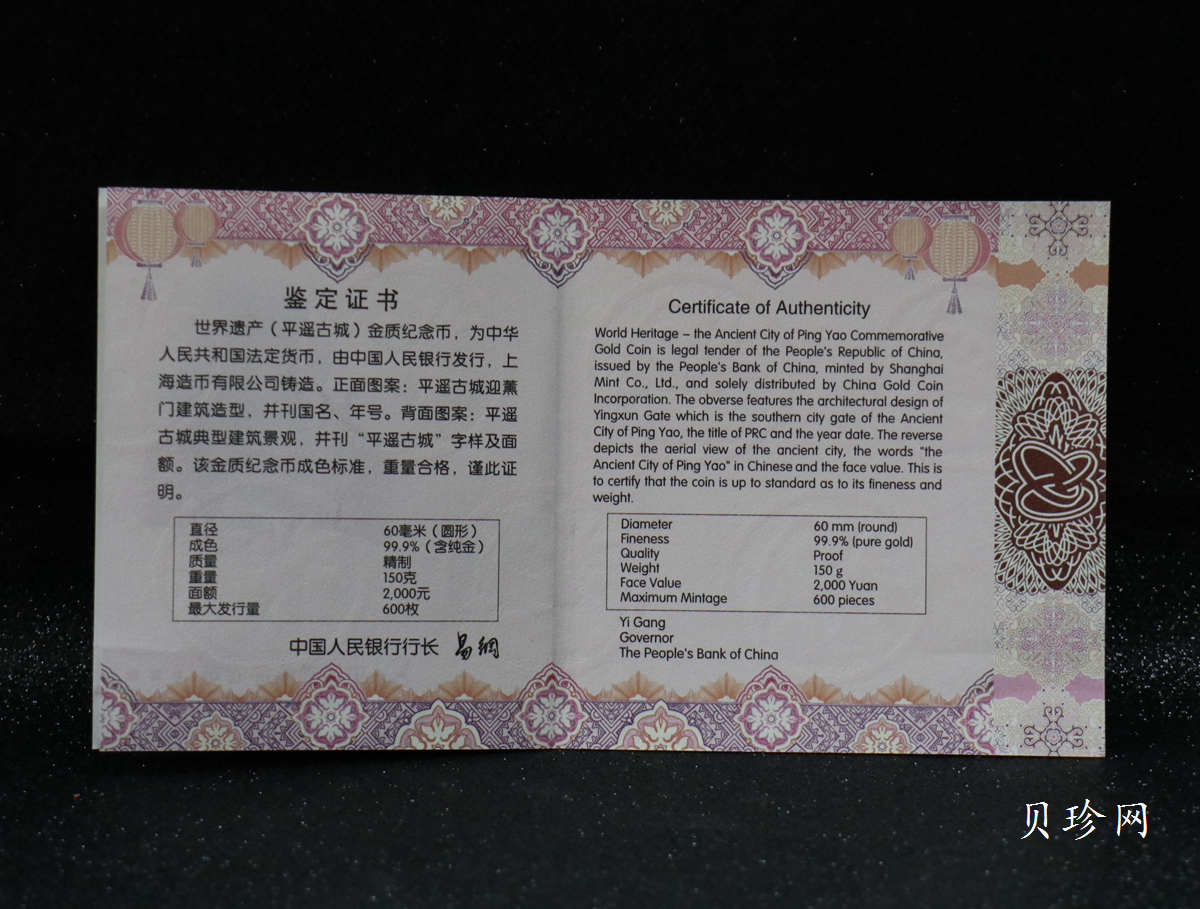 鉴定证书
世界遗产（平遥古城）金质纪念币，为中华
人民共和国法定货币，由中国人民银行发行，上
海造币有限公司铸造。正面图案：平遥古城迎薰
门建筑造型，并刊国名、年号。背面图案：平遥
古城典型建筑景观，并刊“平遥古城”字样及面
额。该金质纪念币成色标准，重量合格，谨此证
明。
直径 60毫米（圆形）
成色 99.9%（含纯金）
质量 精制
重量 150克
面额 2,000元
最大发行量 600枚
中国人民银行行长 易纲
Certificate of Authenticity
World Heritage – the Ancient City of Ping Yao Commemorative
Gold Coin is legal tender of the People's Republic of China,
issued by the People's Bank of China, minted by Shanghai
Mint Co., Ltd., and solely distributed by China Gold Coin
Incorporation. The obverse features the architectural design of
Yingxun Gate which is the southern city gate of the Ancient
City of Ping Yao, the title of PRC and the year date. The reverse
depicts the aerial view of the ancient city, the words "the
Ancient City of Ping Yao" in Chinese and the face value. This is
to certify that the coin is up to standard as to its fineness and
weight.
Diameter 60 mm (round)
Fineness 99.9% (pure gold)
Quality Proof
Weight 150 g
Face Value 2,000 Yuan
Maximum Mintage 600 pieces
Yi Gang
Governor
The People's Bank of China
贝珍网